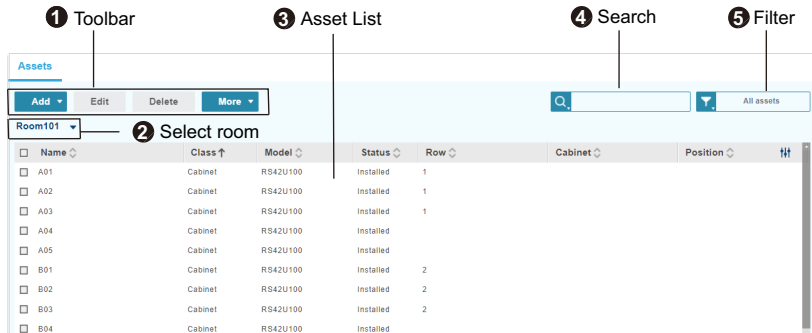 1 Toolbar 3 Asset List 4 Search 5 Filter
Assets
Add Edit Delete More All assets
Room101 2 Select room
Name Class Model Status Row Cabinet Position
A01 Cabinet RS42U100 Installed 1
A02 Cabinet RS42U100 Installed 1
A03 Cabinet RS42U100 Installed 1
A04 Cabinet RS42U100 Installed
A05 Cabinet RS42U100 Installed
B01 Cabinet RS42U100 Installed 2
B02 Cabinet RS42U100 Installed 2
B03 Cabinet RS42U100 Installed 2
B04 Cabinet RS42U100 Installed